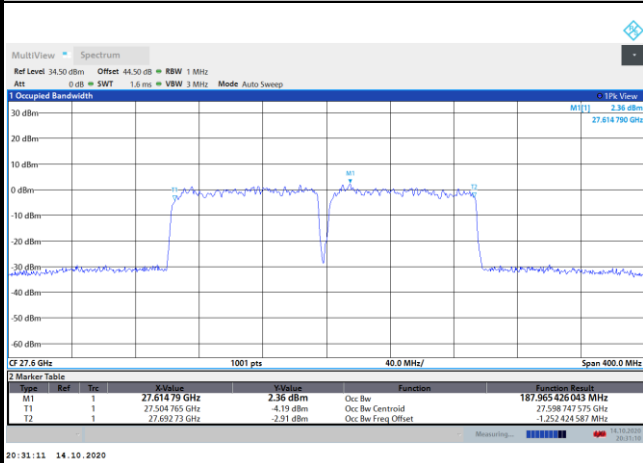 MultiView Spectrum
Ref Level 34.50 dBm Offset 44.50 dB RBW 1 MHz
Att 0 dB SWT 1.6 ms VBW 3 MHz Mode Auto Sweep
1 Occupied Bandwidth 1Pk View
M1[1] 2.36 dBm
27.614 790 GHz
30 dBm
20 dBm
10 dBm
M1
T1 T2
0 dBm
-10 dBm
-20 dBm
-30 dBm
-40 dBm
-50 dBm
-60 dBm
CF 27.6 GHz 1001 pts 40.0 MHz/ Span 400.0 MHz
2 Marker Table
Type Ref Trc X-Value Y-Value Function Function Result
M1 1 27.614 79 GHz 2.36 dBm Occ Bw 187.965 426 043 MHz
T1 1 27.504 765 GHz -4.19 dBm Occ Bw Centroid 27.598 747 575 GHz
T2 1 27.692 73 GHz -2.91 dBm Occ Bw Freq Offset -1.252 424 587 MHz
Measuring... 14.10.2020
20:31:10
20:31:11 14.10.2020